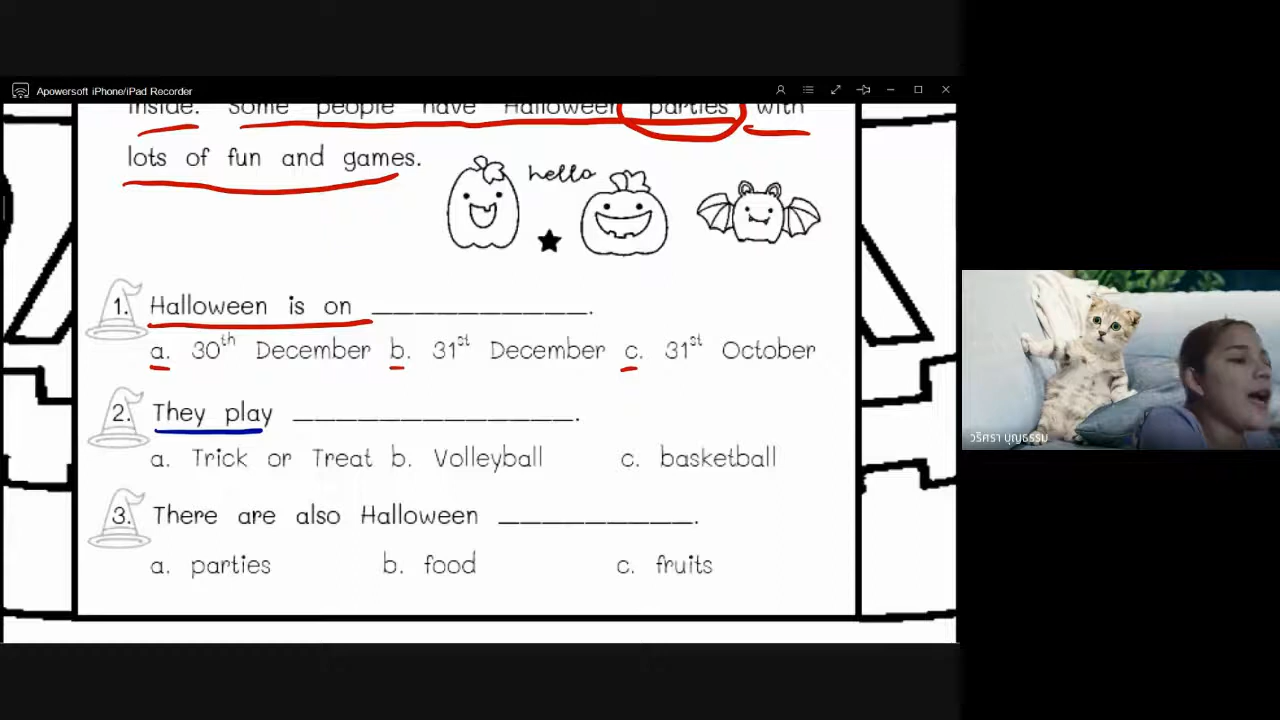 Apowersoft iPhone/iPad Recorder
inside. Some people have Halloween parties with
lots of fun and games.
hello
1. Halloween is on ___________.
a. 30th December b. 31st December c. 31st October
2. They play ______________.
a. Trick or Treat b. Volleyball c. basketball
3. There are also Halloween _________.
a. parties b. food c. fruits
วริศรา บุญธรรม